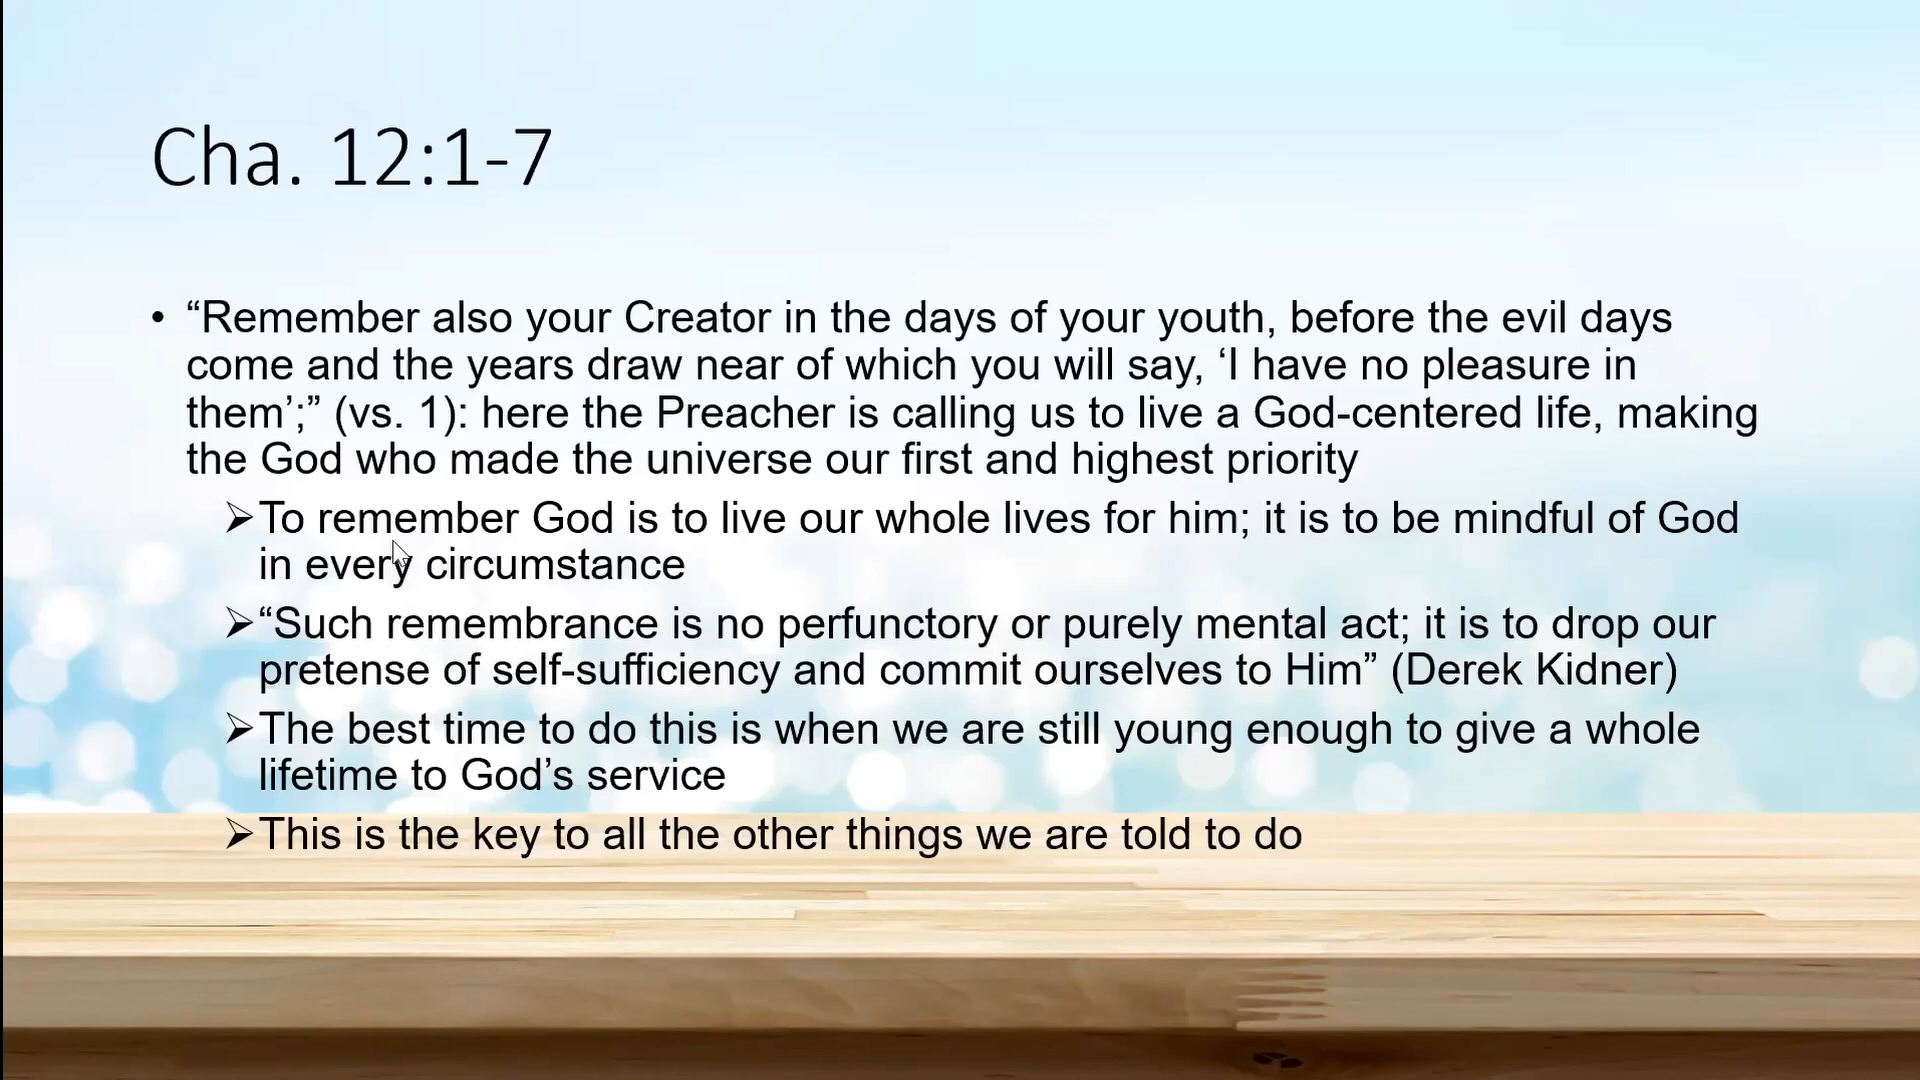 Cha. 12:1-7
• “Remember also your Creator in the days of your youth, before the evil days
come and the years draw near of which you will say, ‘I have no pleasure in
them’;” (vs. 1): here the Preacher is calling us to live a God-centered life, making
the God who made the universe our first and highest priority
➢To remember God is to live our whole lives for him; it is to be mindful of God
in every circumstance
➢“Such remembrance is no perfunctory or purely mental act; it is to drop our
pretense of self-sufficiency and commit ourselves to Him” (Derek Kidner)
➢The best time to do this is when we are still young enough to give a whole
lifetime to God’s service
➢This is the key to all the other things we are told to do